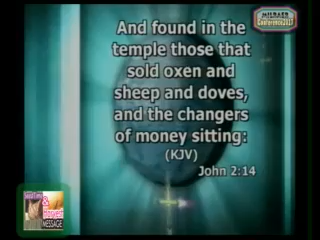 And found in the
temple those that
sold oxen and
sheep and doves,
and the changers
of money sitting:
(KJV)
John 2:14
Conference2013
&
MESSAGE